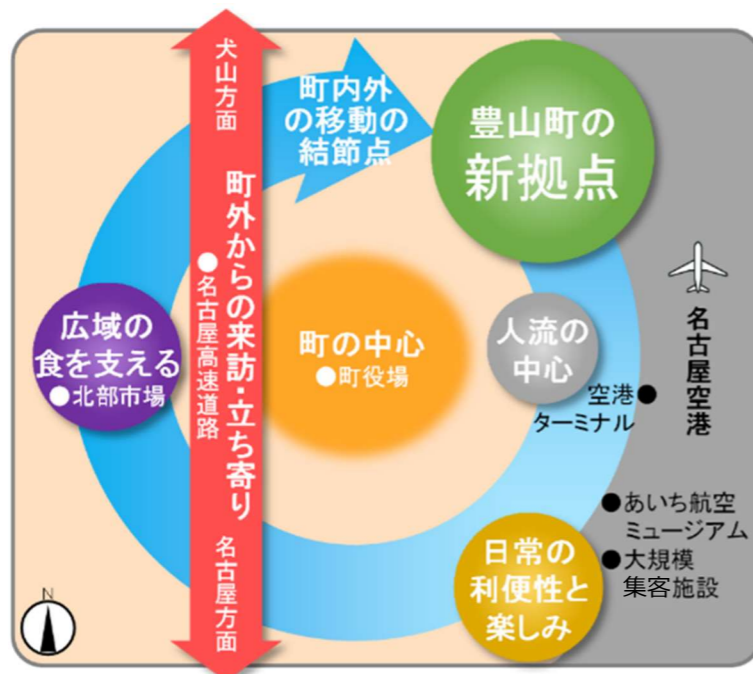 犬山方面
町外からの来訪・立ち寄り
●名古屋高速道路
名古屋方面
町内外
の移動の
結節点
豊山町の
新拠点
広域の
食を支える
●北部市場
町の中心
●町役場
人流の
中心
名古屋空港
空港●
ターミナル
●あいち航空
ミュージアム
●大規模
集客施設
日常の
利便性と
楽しみ
N